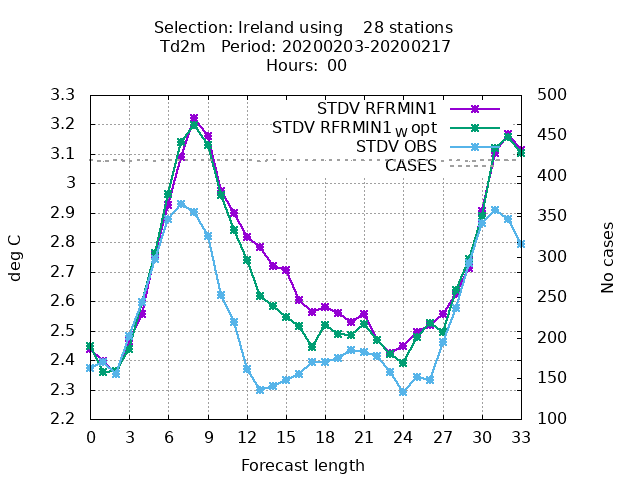 Selection: Ireland using    28 stations
Td2m   Period: 20200203-20200217
Hours:  00
STDV RFRMIN1
STDV RFRMIN1 w opt
STDV OBS
CASES
deg C
3.3
3.2
3.1
3
2.9
2.8
2.7
2.6
2.5
2.4
2.3
2.2
500
450
400
350
300
250
200
150
100
No cases
0 3 6 9 12 15 18 21 24 27 30 33
Forecast length